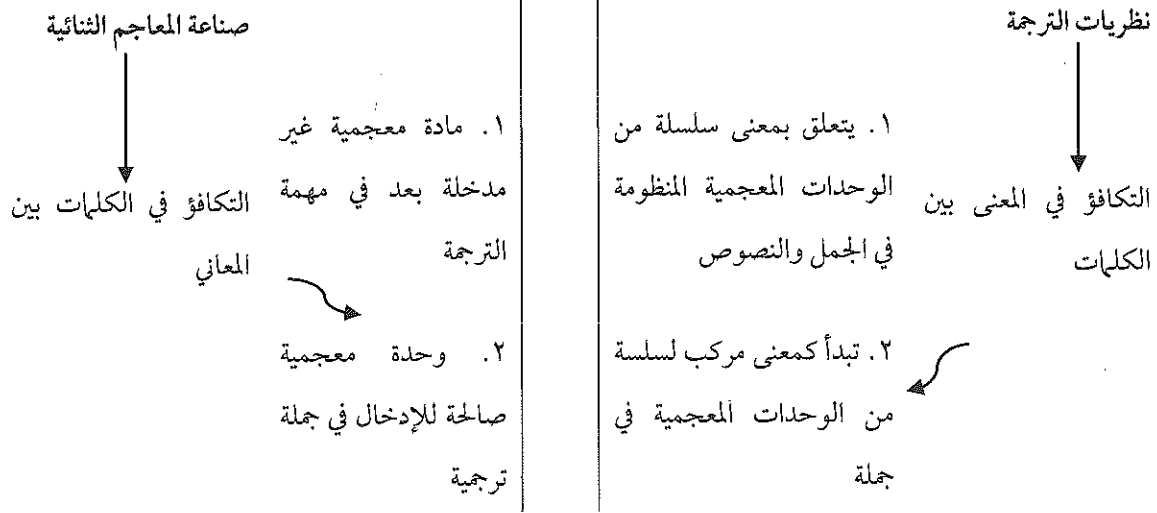 نظريات الترجمة
التكافؤ في المعنى بين
الكلمات
١. يتعلق بمعنى سلسلة من
الوحدات المعجمية المنظومة
في الجمل والنصوص
٢. تبدأ كمعنى مركب لسلسة
من الوحدات المعجمية في
جملة
صناعة المعاجم الثنائية
التكافؤ في الكلمات بين
المعاني
١. مادة معجمية غير
مدخلة بعد في مهمة
الترجمة
٢. وحدة معجمية
صالحة للإدخال في جملة
ترجمية